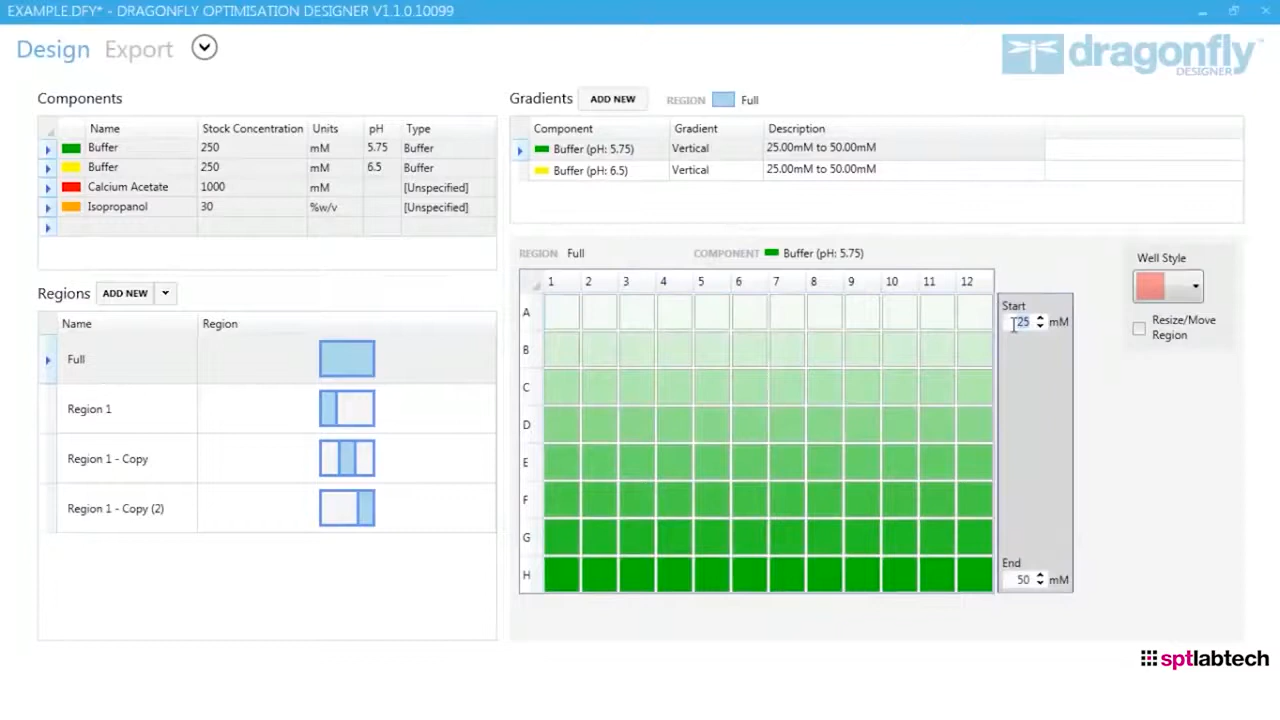 EXAMPLE.DFY* - DRAGONFLY OPTIMISATION DESIGNER V1.1.0.10099
Design Export
dragonfly™
DESIGNER
Components
Name Stock Concentration Units pH Type
Buffer 250 mM 5.75 Buffer
Buffer 250 mM 6.5 Buffer
Calcium Acetate 1000 mM [Unspecified]
Isopropanol 30 %w/v [Unspecified]
Gradients ADD NEW REGION Full
Component Gradient Description
Buffer (pH: 5.75) Vertical 25.00mM to 50.00mM
Buffer (pH: 6.5) Vertical 25.00mM to 50.00mM
Regions ADD NEW
Name Region
Full
Region 1
Region 1 - Copy
Region 1 - Copy (2)
REGION Full COMPONENT Buffer (pH: 5.75)
1 2 3 4 5 6 7 8 9 10 11 12
A
B
C
D
E
F
G
H
Start
25 mM
End
50 mM
Well Style
Resize/Move
Region
sptlabtech